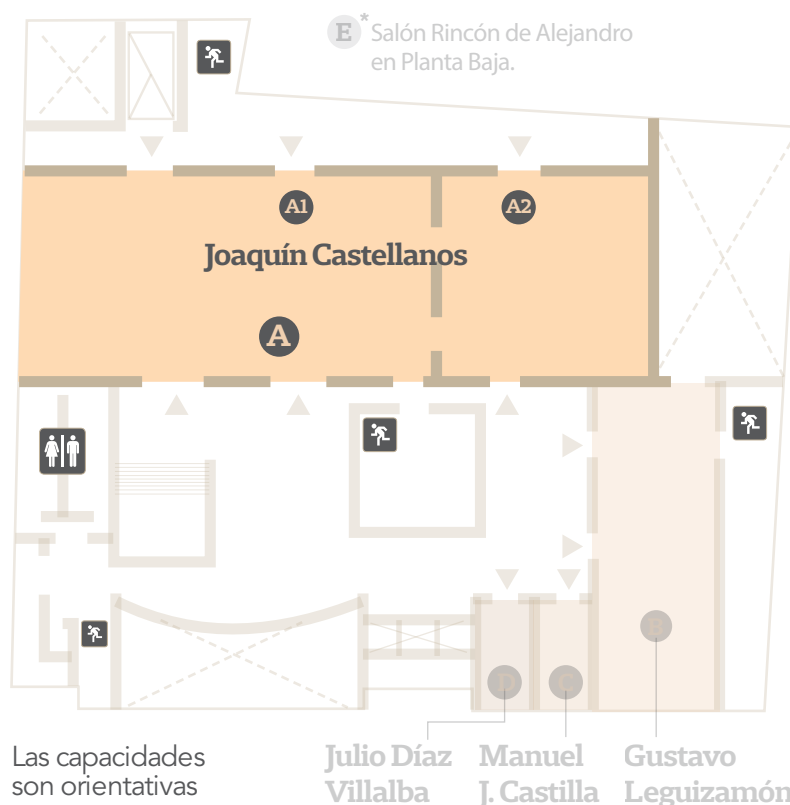 E * Salón Rincón de Alejandro
en Planta Baja.
A1
A2
Joaquín Castellanos
A
B
D
C
Las capacidades
son orientativas
Julio Díaz
Villalba
Manuel
J. Castilla
Gustavo
Leguizamón